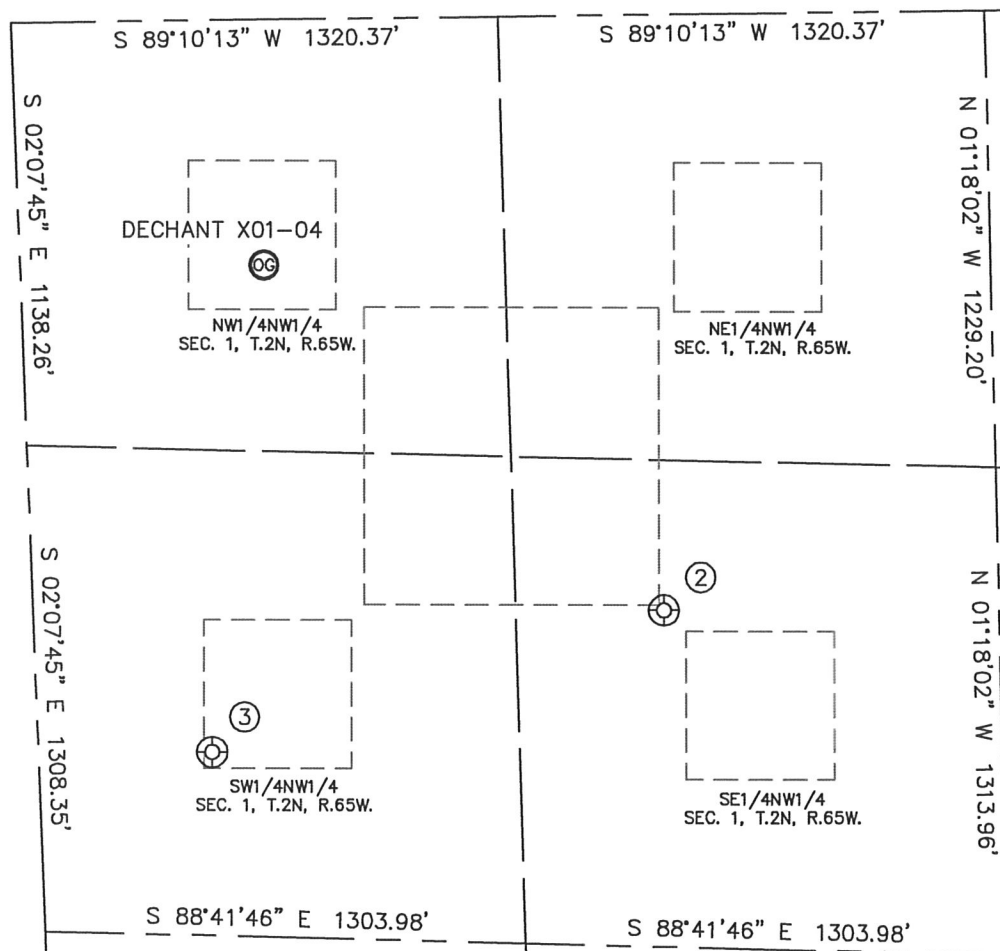 S 89°10'13" W 1320.37'
S 89°10'13" W 1320.37'
S 02°07'45" E 1138.26'
N 01°18'02" W 1229.20'
DECHANT X01-04
OG
NW1/4NW1/4
SEC. 1, T.2N, R.65W.
NE1/4NW1/4
SEC. 1, T.2N, R.65W.
S 02°07'45" E 1308.35'
N 01°18'02" W 1313.96'
2
3
SW1/4NW1/4
SEC. 1, T.2N, R.65W.
SE1/4NW1/4
SEC. 1, T.2N, R.65W.
S 88°41'46" E 1303.98'
S 88°41'46" E 1303.98'